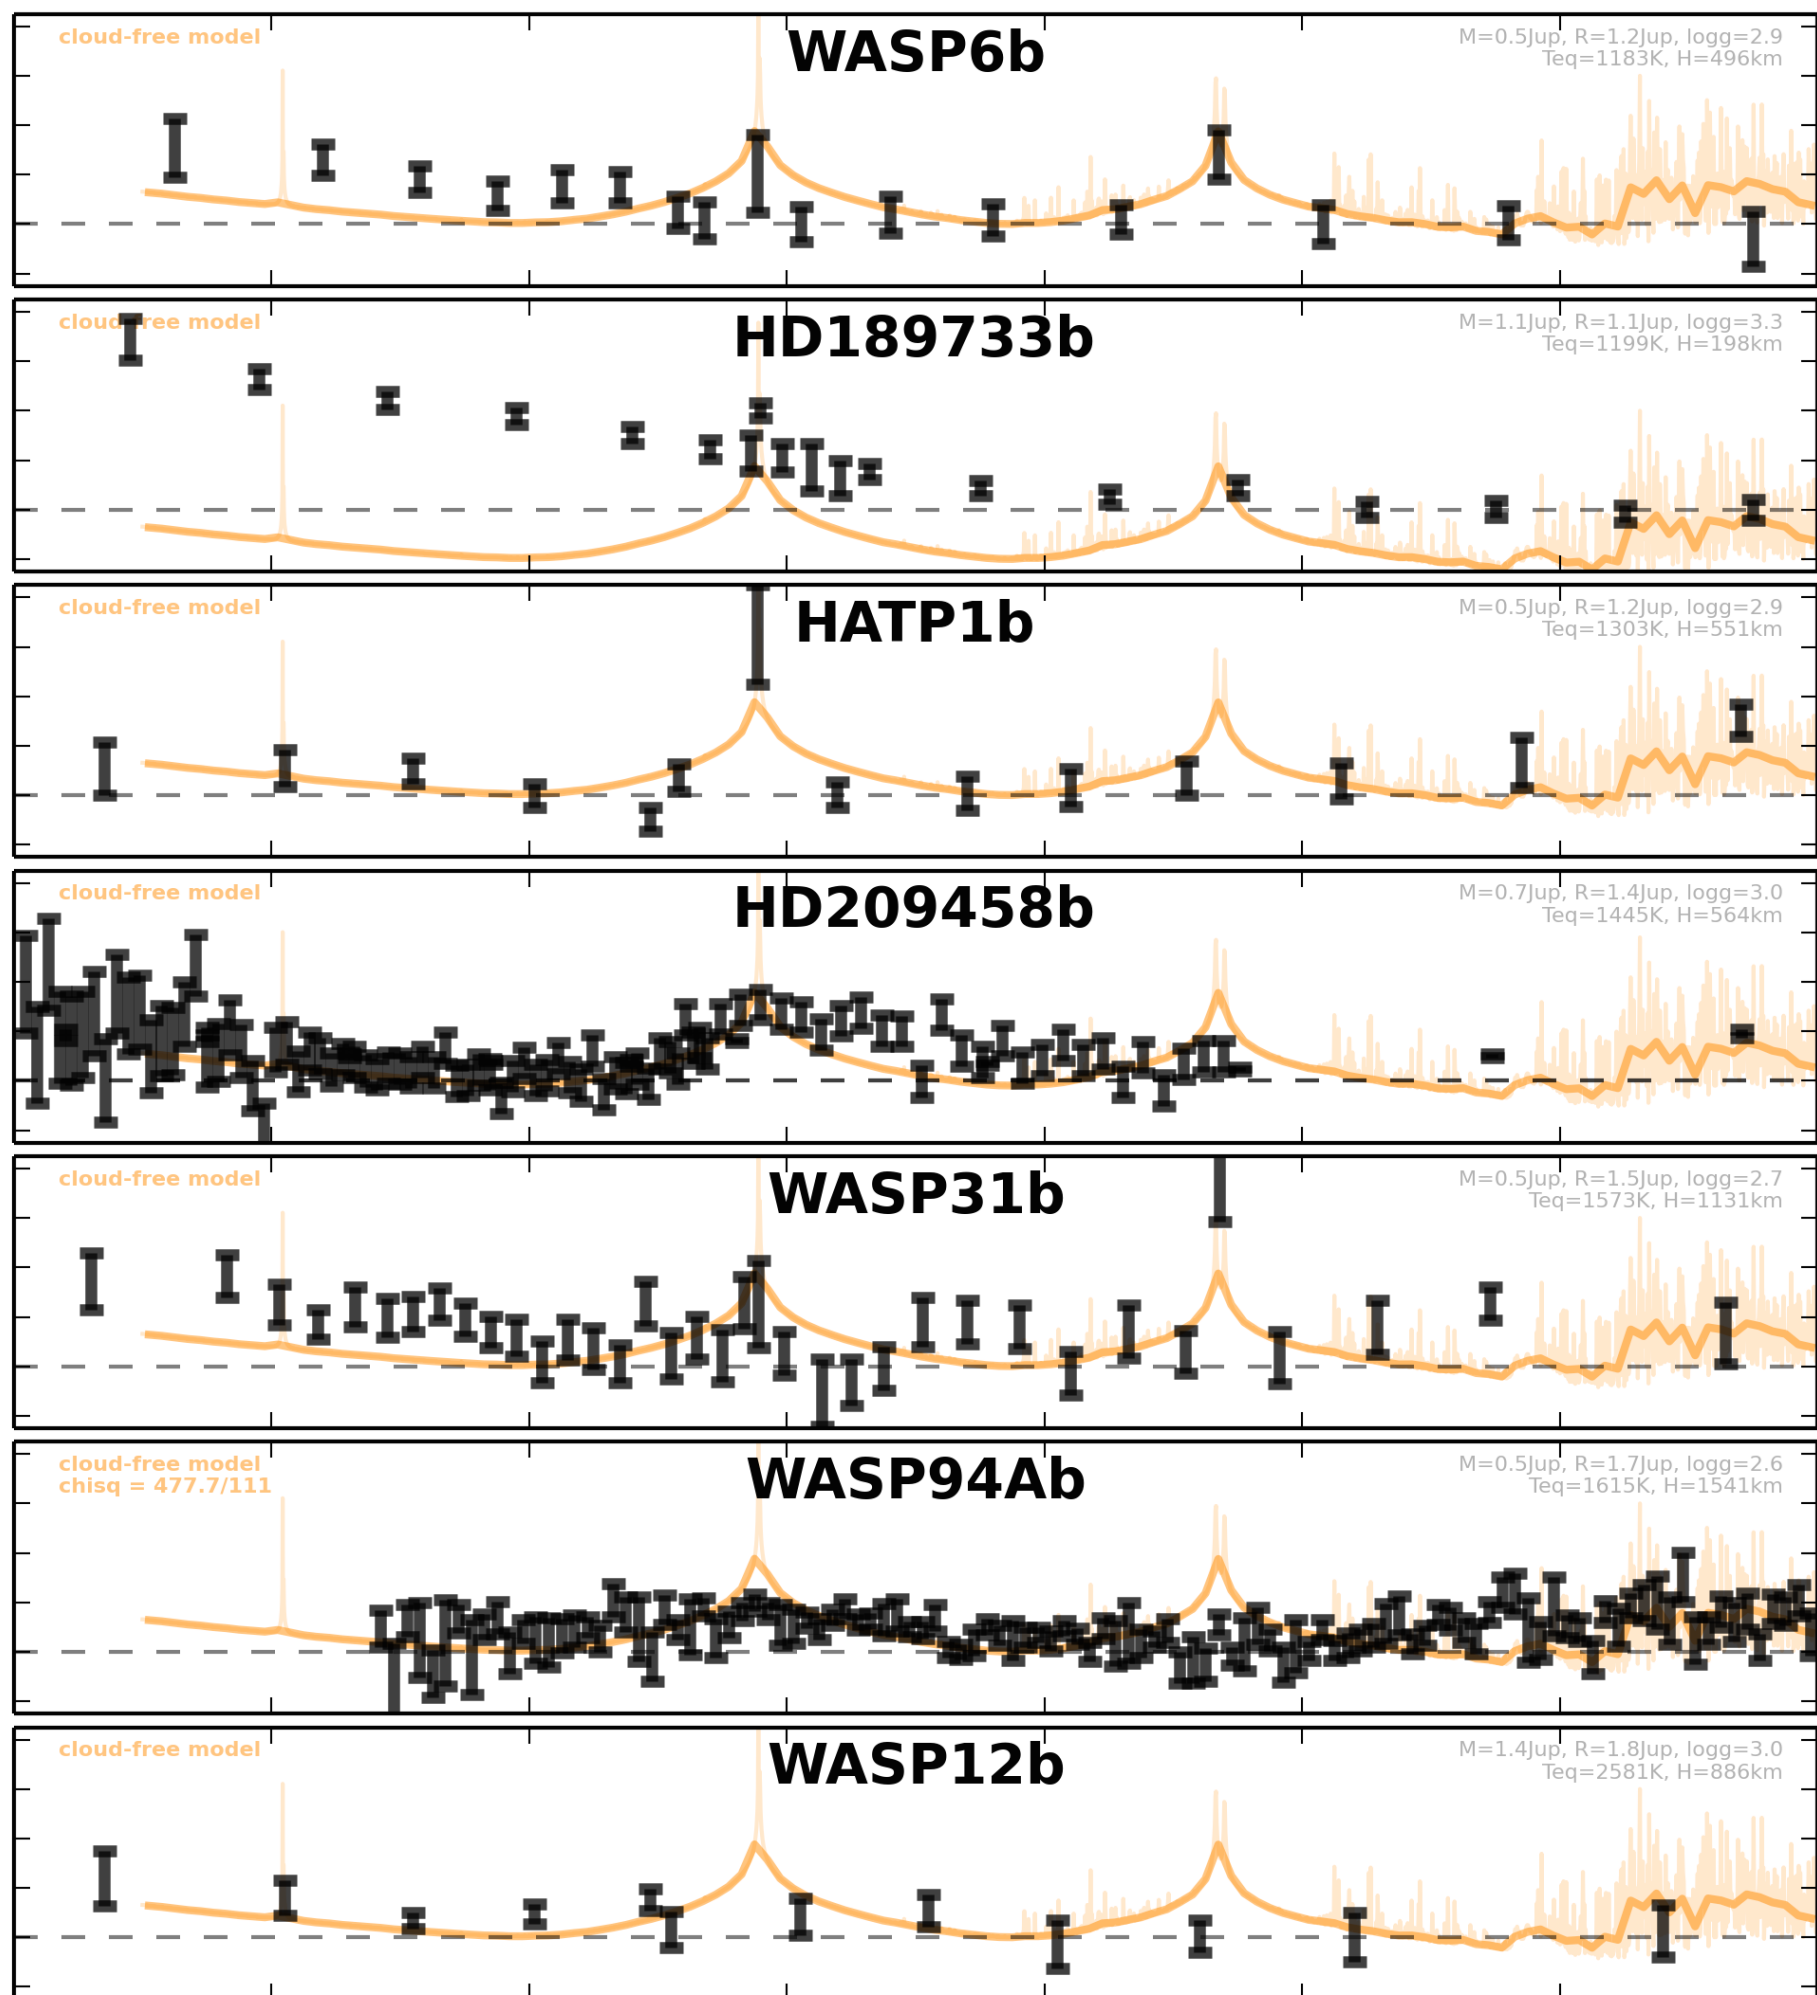 cloud-free model
WASP6b
M=0.5Jup, R=1.2Jup, logg=2.9
Teq=1183K, H=496km
cloud-free model
HD189733b
M=1.1Jup, R=1.1Jup, logg=3.3
Teq=1199K, H=198km
cloud-free model
HATP1b
M=0.5Jup, R=1.2Jup, logg=2.9
Teq=1303K, H=551km
cloud-free model
HD209458b
M=0.7Jup, R=1.4Jup, logg=3.0
Teq=1445K, H=564km
cloud-free model
WASP31b
M=0.5Jup, R=1.5Jup, logg=2.7
Teq=1573K, H=1131km
cloud-free model
chisq = 477.7/111
WASP94Ab
M=0.5Jup, R=1.7Jup, logg=2.6
Teq=1615K, H=1541km
cloud-free model
WASP12b
M=1.4Jup, R=1.8Jup, logg=3.0
Teq=2581K, H=886km